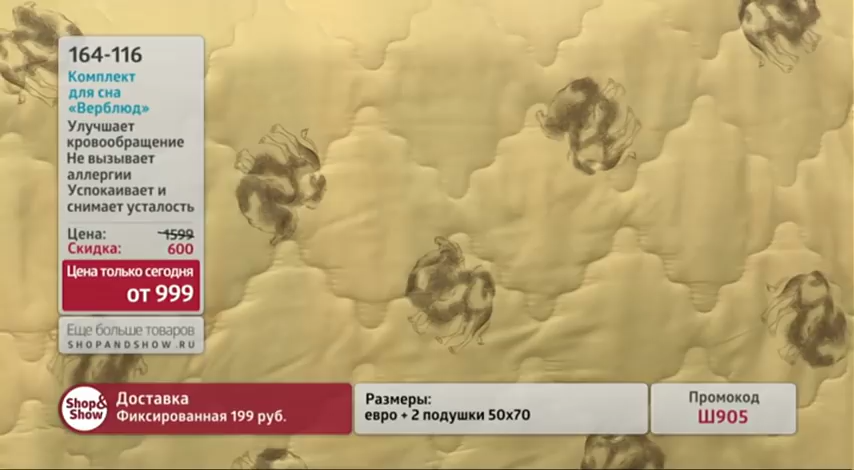 164-116
Комплект
для сна
«Верблюд»
Улучшает
кровообращение
Не вызывает
аллергии
Успокаивает и
снимает усталость
Цена: 1599
Скидка: 600
Цена только сегодня
от 999
Еще больше товаров
SHOPANDSHOW.RU
Shop&
Show
Доставка
Фиксированная 199 руб.
Размеры:
евро + 2 подушки 50х70
Промокод
Ш905